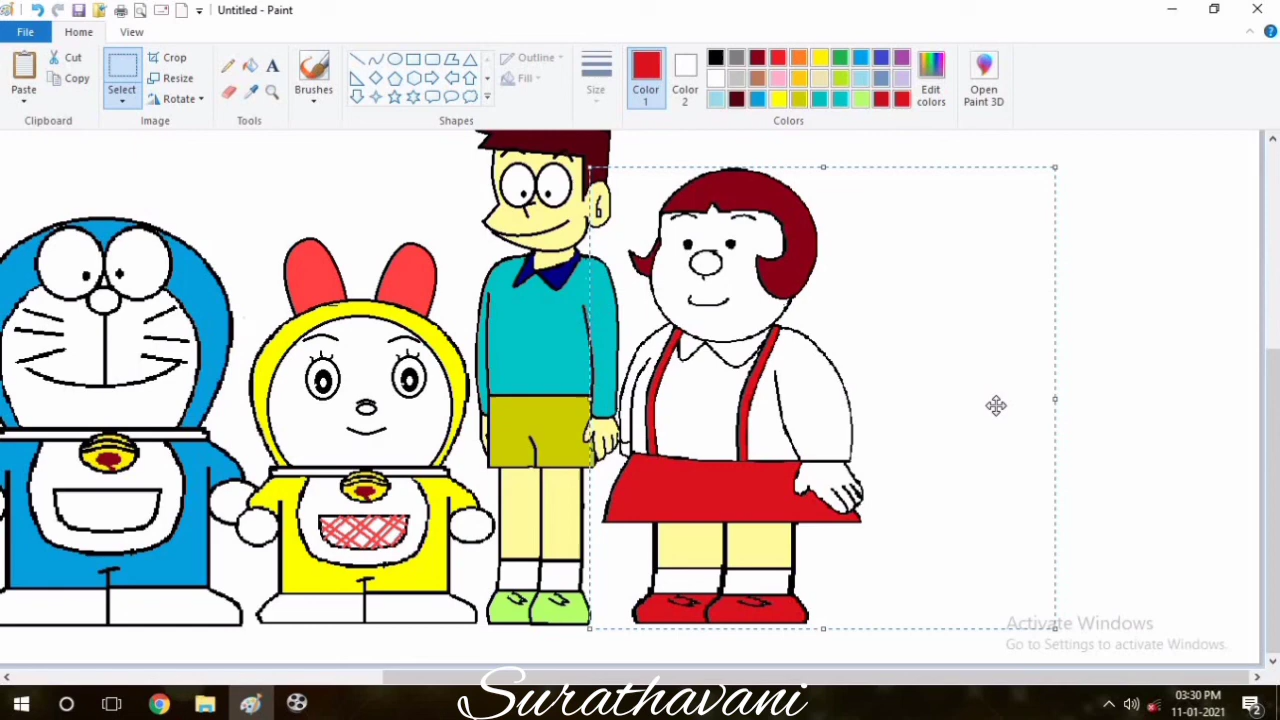 Untitled - Paint
File
Home
View
Paste
Cut
Copy
Clipboard
Select
Crop
Resize
Rotate
Image
A
Tools
Brushes
Outline
Fill
Shapes
Size
Color 1
Color 2
Colors
Edit colors
Open Paint 3D
Activate Windows
Go to Settings to activate Windows.
Surathavani
03:30 PM
11-01-2021
2